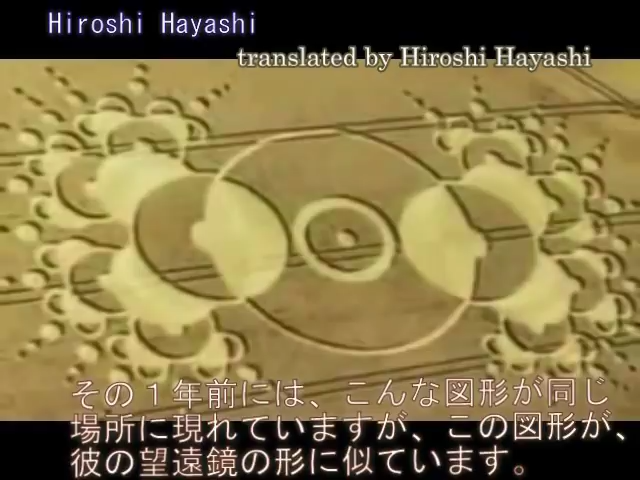 Hiroshi Hayashi
translated by Hiroshi Hayashi
その１年前には、こんな図形が同じ
場所に現れていますが、この図形が、
彼の望遠鏡の形に似ています。